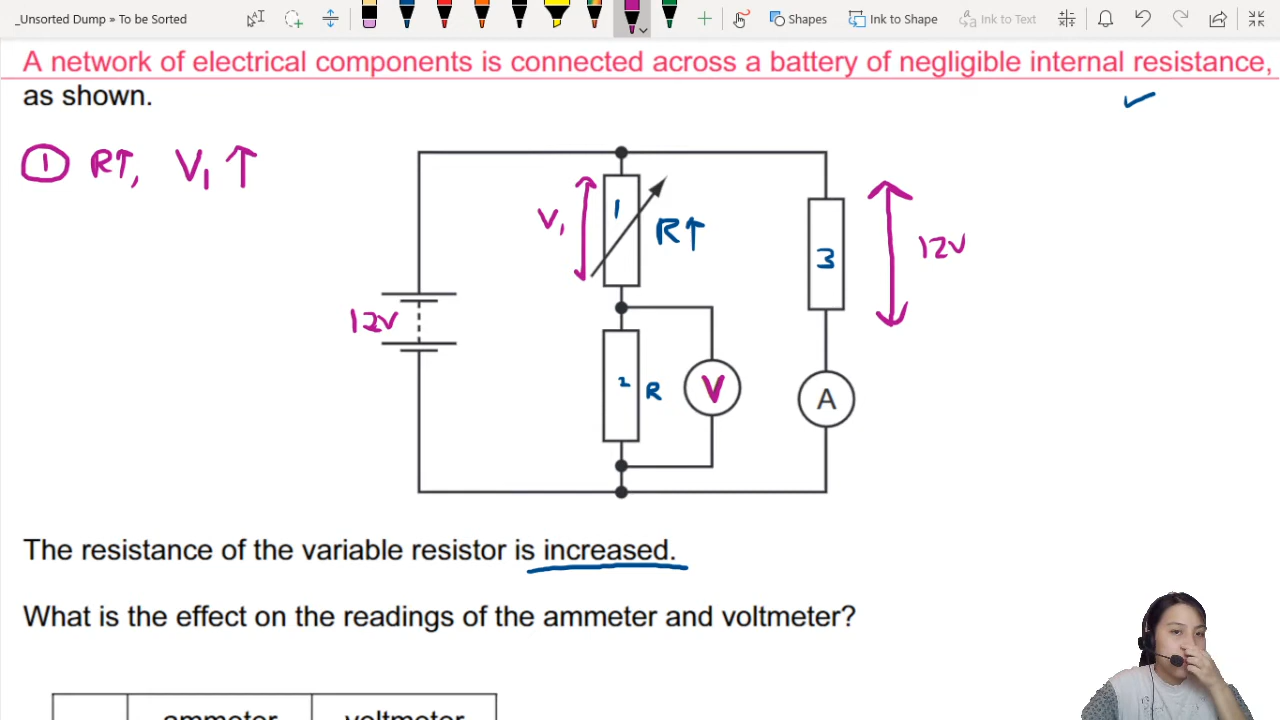 _Unsorted Dump » To be Sorted
Shapes
Ink to Shape
Ink to Text
A network of electrical components is connected across a battery of negligible internal resistance,
as shown.
1 R↑, V1 ↑
V1
1
R↑
3
12V
12V
2
R
V
A
The resistance of the variable resistor is increased.
What is the effect on the readings of the ammeter and voltmeter?
ammeter voltmeter